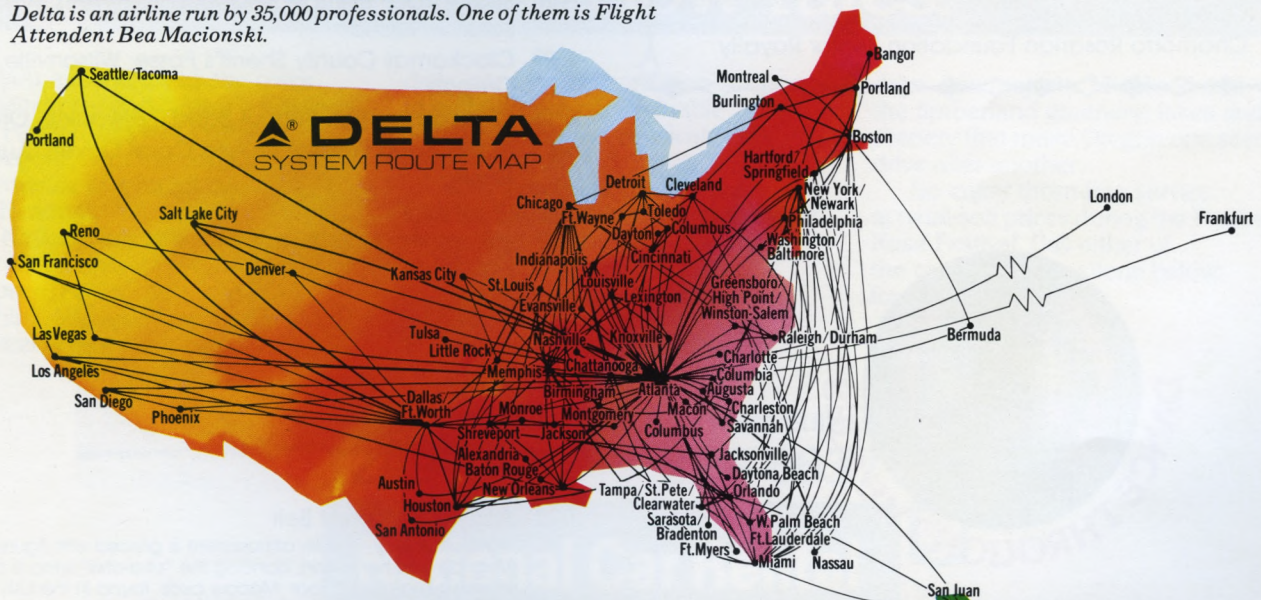 Delta is an airline run by 35,000 professionals. One of them is Flight
Attendent Bea Macionski.
DELTA®
SYSTEM ROUTE MAP
Seattle/Tacoma
Portland
Bangor
Montreal
Portland
Burlington
Boston
Hartford/
Springfield
Detroit
Cleveland
New York/
Newark
Chicago
Ft.Wayne
Toledo
Philadelphia
London
Salt Lake City
Frankfurt
Reno
Dayton
Columbus
Washington/
Baltimore
San Francisco
Denver
Kansas City
Indianapolis
Cincinnati
St.Louis
Louisville
Greensboro/
High Point/
Winston-Salem
Evansville
Lexington
Las Vegas
Tulsa
Little Rock
Nashville
Knoxville
Raleigh/Durham
Bermuda
Los Angeles
Memphis
Chattanooga
Charlotte
Columbia
San Diego
Birmingham
Atlanta
Augusta
Phoenix
Dallas
Ft.Worth
Monroe
Montgomery
Macon
Charleston
Shreveport
Jackson
Columbus
Savannah
Alexandria
Jacksonville
Baton Rouge
Daytona Beach
Austin
New Orleans
Tampa/St.Pete/
Clearwater
Orlando
Houston
Sarasota/
Bradenton
W.Palm Beach
San Antonio
Ft.Lauderdale
Ft.Myers
Miami
Nassau
San Juan